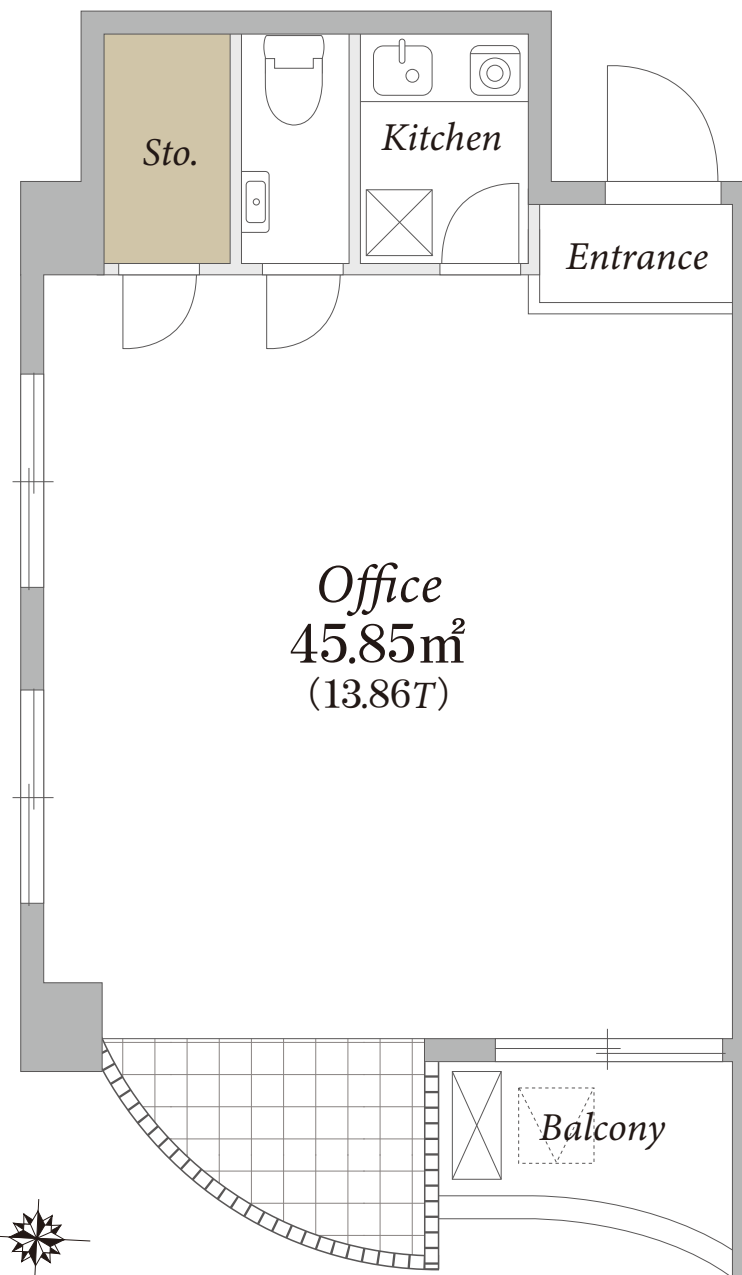 Sto.
Kitchen
Entrance
Office
45.85㎡
（13.86T）
Balcony